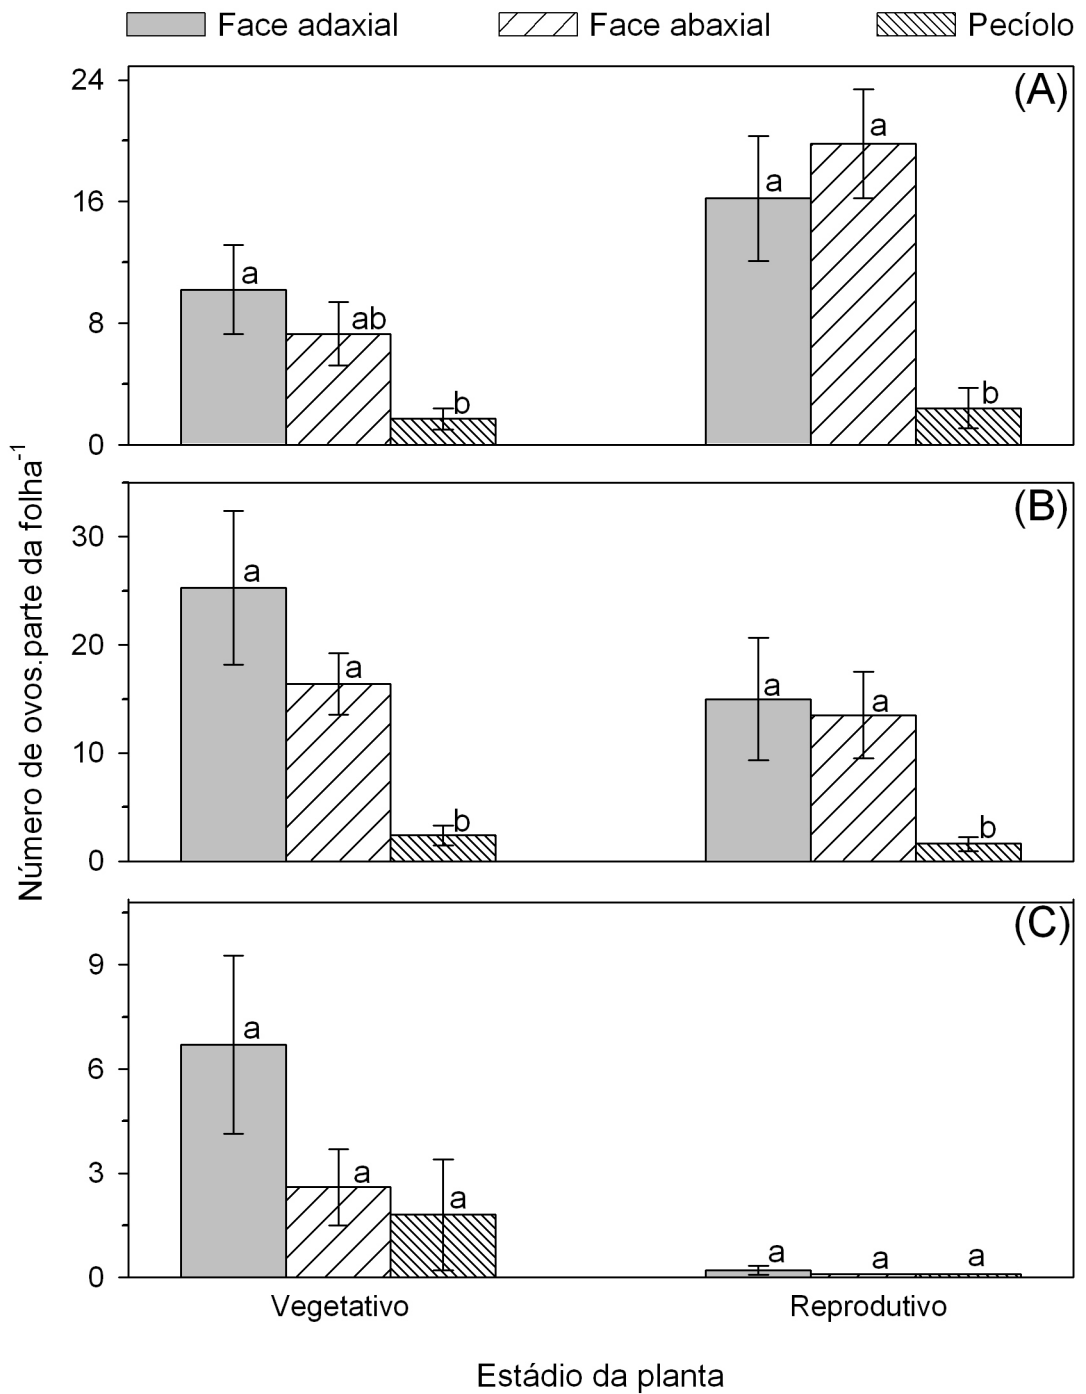 Face adaxial Face abaxial Pecíolo
(A)
24
16
8
0
a ab b a a b
(B)
30
20
10
0
a a b a a b
(C)
9
6
3
0
a a a a a a
Vegetativo Reprodutivo
Estádio da planta
Número de ovos.parte da folha⁻¹